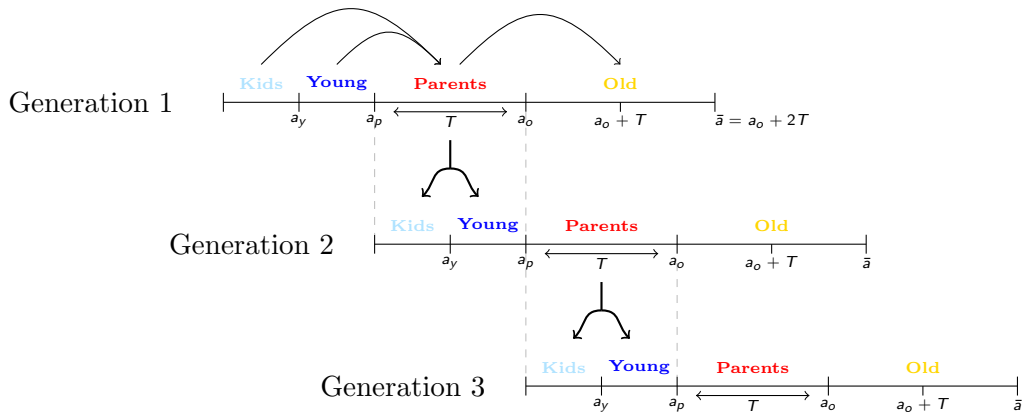 Kids Young Parents Old
Generation 1
a_y a_p T a_o a_o + T ā = a_o + 2T
Kids Young Parents Old
Generation 2
a_y a_p T a_o a_o + T ā
Kids Young Parents Old
Generation 3
a_y a_p T a_o a_o + T ā